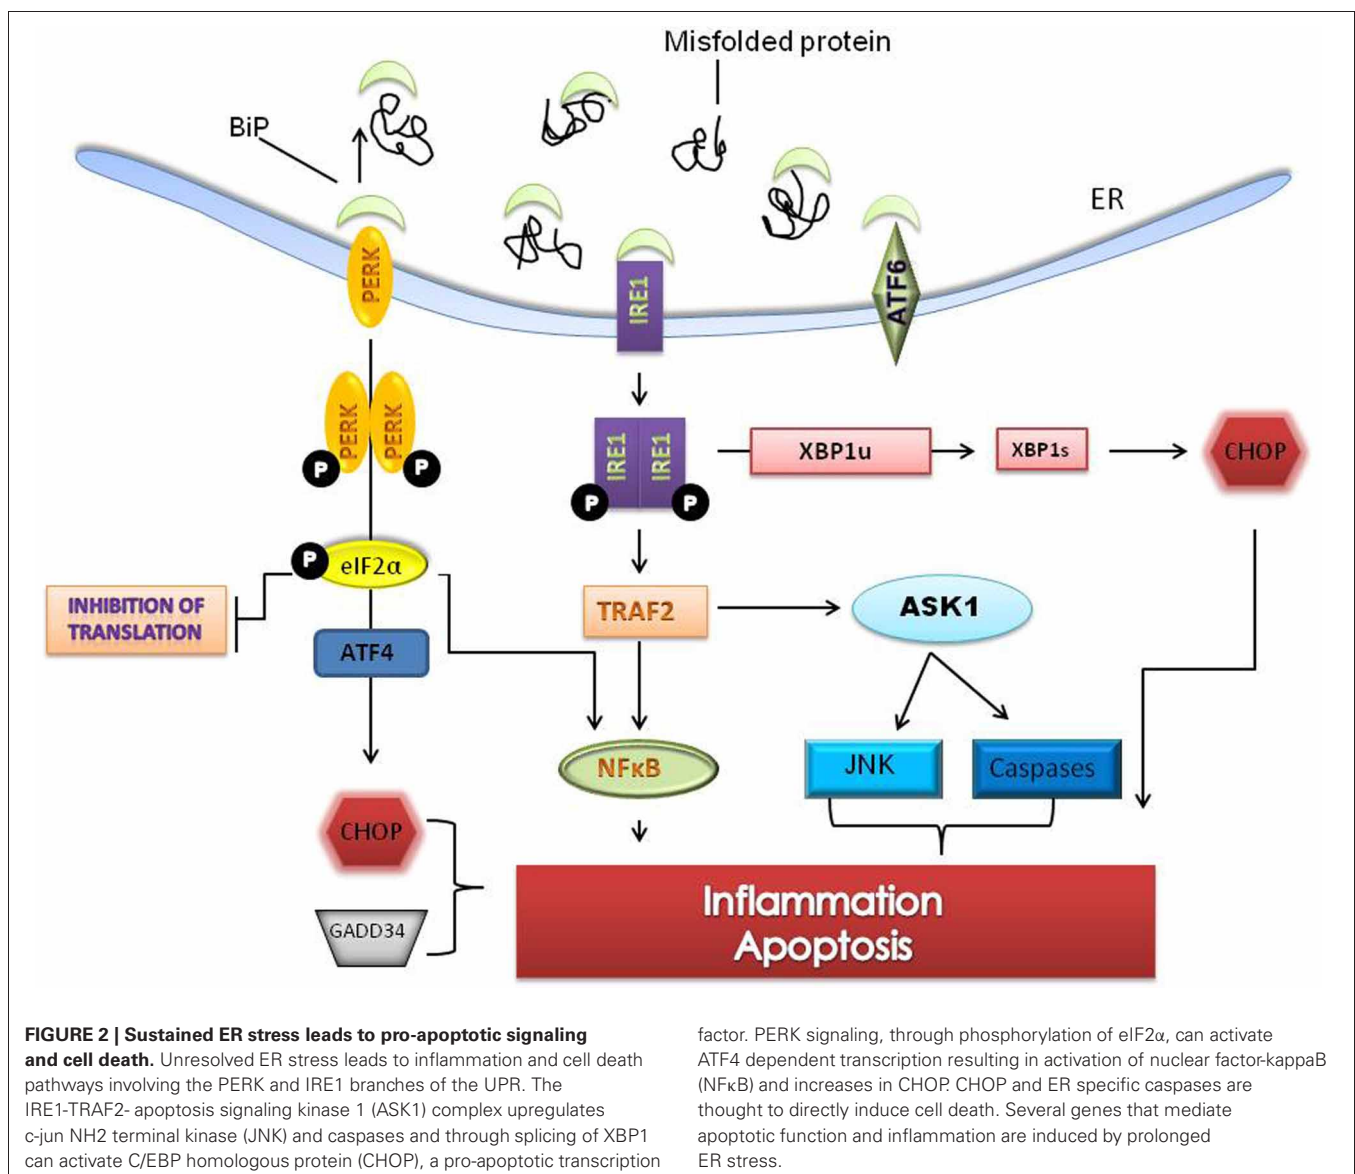 Misfolded protein
BiP
ER
PERK
IRE1
ATF6
PERK
PERK
P
P
IRE1
IRE1
P
P
XBP1u
XBP1s
CHOP
P
eIF2α
INHIBITION OF
TRANSLATION
ATF4
TRAF2
ASK1
NFκB
JNK
Caspases
CHOP
GADD34
Inflammation
Apoptosis
FIGURE 2 | Sustained ER stress leads to pro-apoptotic signaling
and cell death. Unresolved ER stress leads to inflammation and cell death
pathways involving the PERK and IRE1 branches of the UPR. The
IRE1-TRAF2- apoptosis signaling kinase 1 (ASK1) complex upregulates
c-jun NH2 terminal kinase (JNK) and caspases and through splicing of XBP1
can activate C/EBP homologous protein (CHOP), a pro-apoptotic transcription
factor. PERK signaling, through phosphorylation of eIF2α, can activate
ATF4 dependent transcription resulting in activation of nuclear factor-kappaB
(NFκB) and increases in CHOP. CHOP and ER specific caspases are
thought to directly induce cell death. Several genes that mediate
apoptotic function and inflammation are induced by prolonged
ER stress.